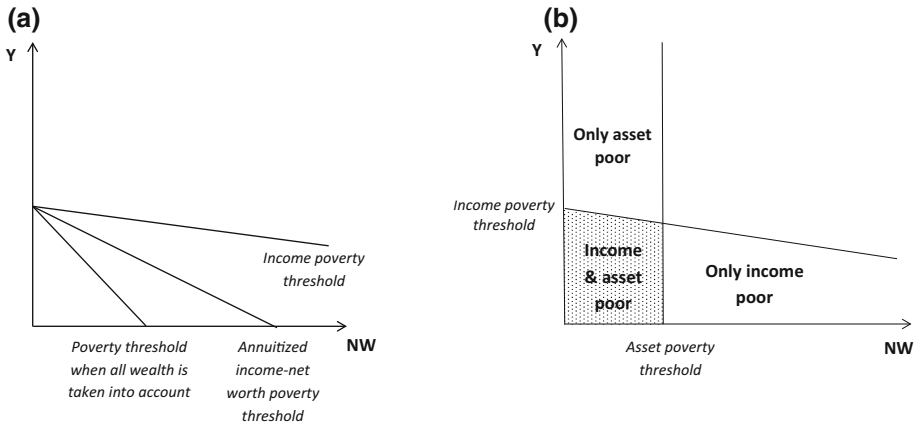 (a)
Y
Income poverty
threshold
NW
Poverty threshold
when all wealth is
taken into account
Annuitized
income-net
worth poverty
threshold
(b)
Y
Only asset
poor
Income poverty
threshold
Income
& asset
poor
Only income
poor
NW
Asset poverty
threshold